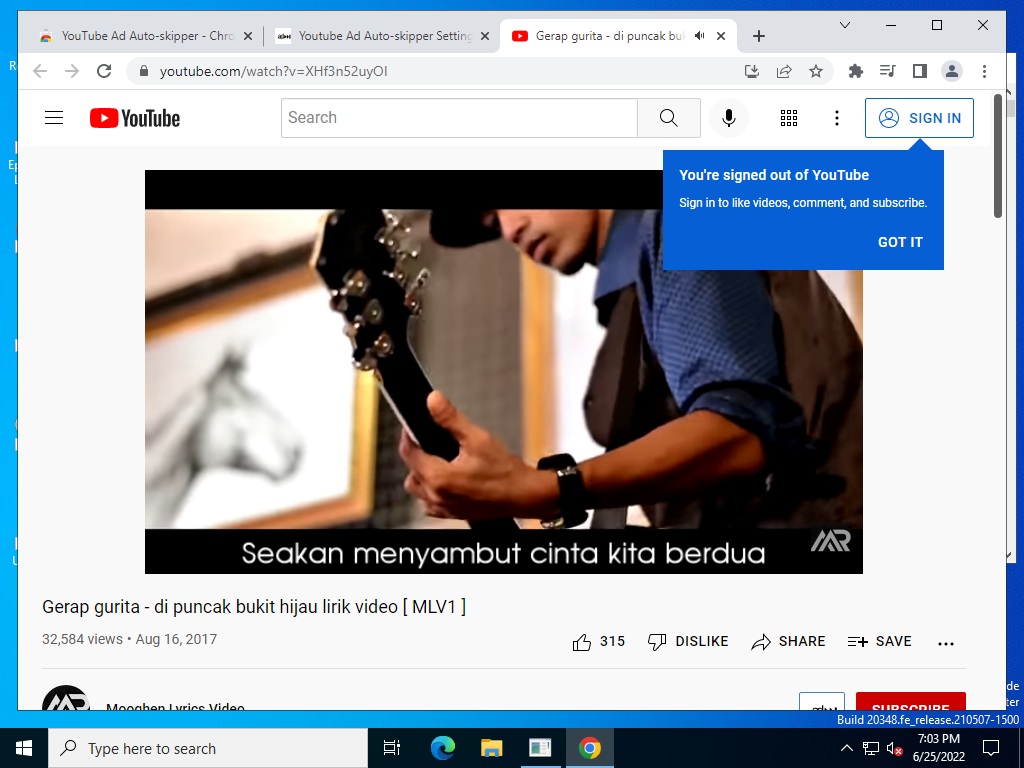 YouTube Ad Auto-skipper - Chro
Youtube Ad Auto-skipper Setting
Gerap gurita - di puncak buk
youtube.com/watch?v=XHf3n52uyOI
YouTube
Search
SIGN IN
You're signed out of YouTube
Sign in to like videos, comment, and subscribe.
GOT IT
Seakan menyambut cinta kita berdua
MR
Gerap gurita - di puncak bukit hijau lirik video [ MLV1 ]
32,584 views • Aug 16, 2017
315
DISLIKE
SHARE
SAVE
Mooghen Lyrics Video
SUBSCRIBE
Build 20348.fe_release.210507-1500
Type here to search
7:03 PM
6/25/2022